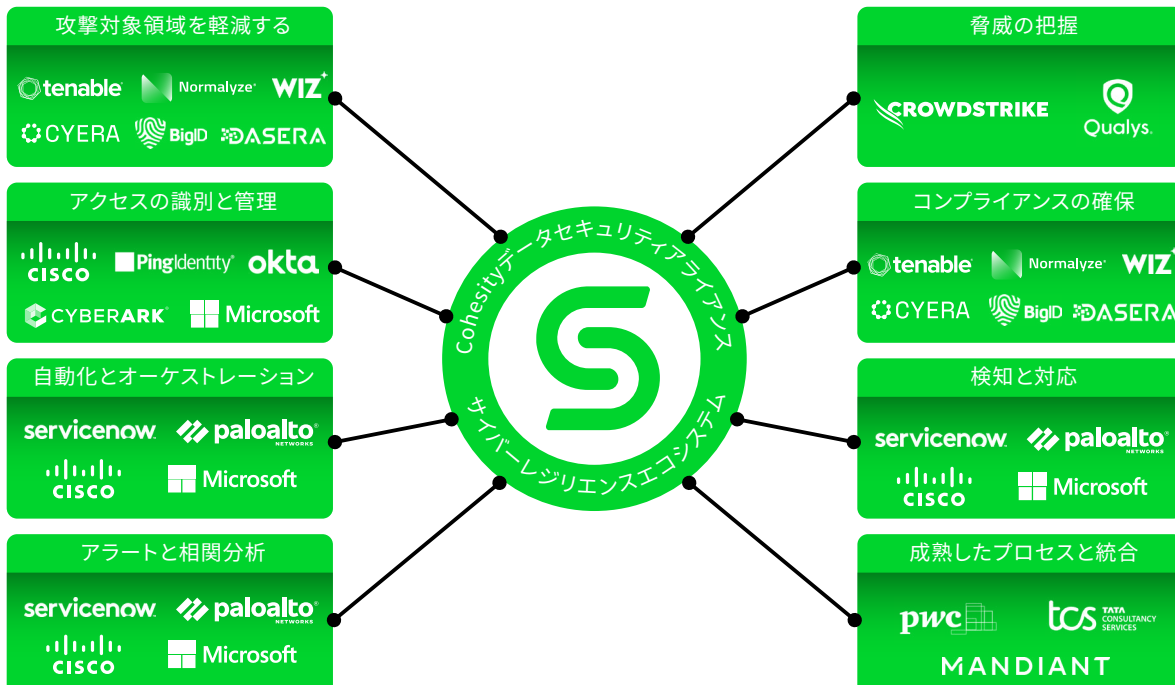 攻撃対象領域を軽減する
tenable Normalyze WIZ
CYERA BigID DASERA
アクセスの識別と管理
CISCO PingIdentity okta
CYBERARK Microsoft
自動化とオーケストレーション
servicenow paloalto NETWORKS
CISCO Microsoft
アラートと相関分析
servicenow paloalto NETWORKS
CISCO Microsoft
Cohesityデータセキュリティアライアンス
サイバーレジリエンスエコシステム
脅威の把握
CROWDSTRIKE Qualys
コンプライアンスの確保
tenable Normalyze WIZ
CYERA BigID DASERA
検知と対応
servicenow paloalto NETWORKS
CISCO Microsoft
成熟したプロセスと統合
pwc tcs TATA CONSULTANCY SERVICES
MANDIANT